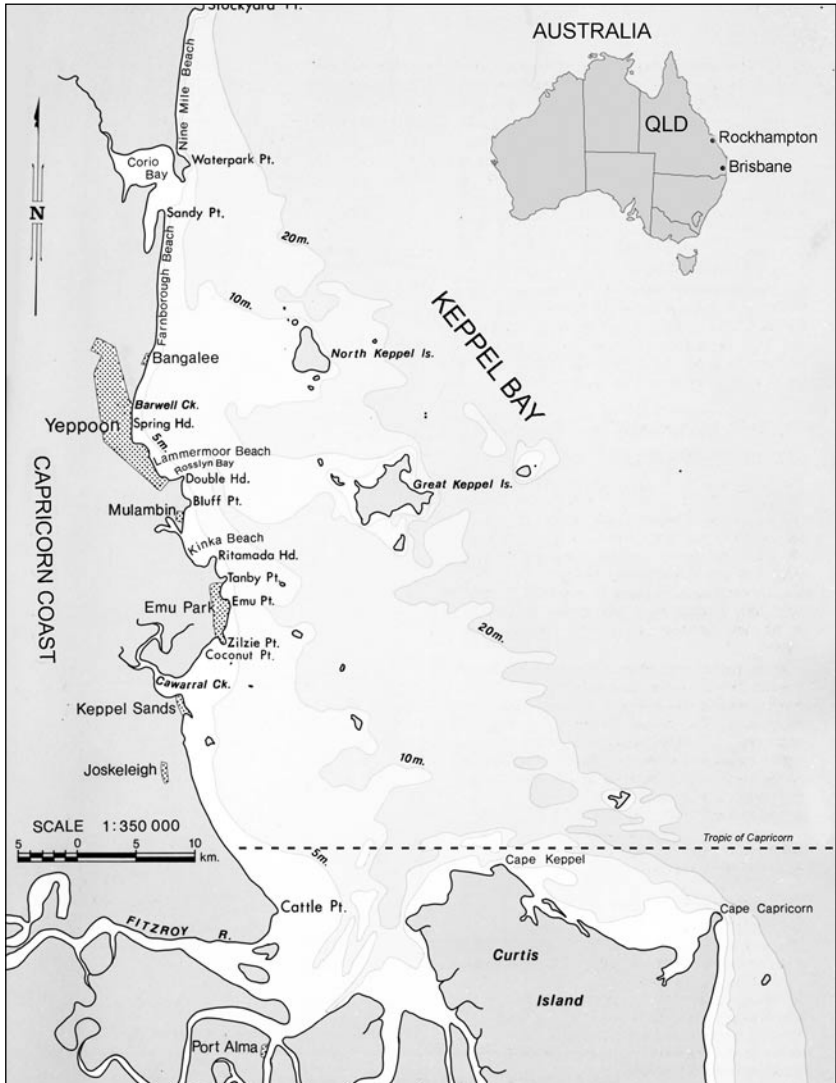 Stockyard Pt.
AUSTRALIA
QLD
Rockhampton
Brisbane
Nine Mile Beach
Corio
Bay
Waterpark Pt.
N
Sandy Pt.
20m.
Farnborough Beach
10m.
KEPPEL BAY
North Keppel Is.
Bangalee
Barwell Ck.
Yeppoon
Spring Hd.
5m.
Lammermoor Beach
Rosslyn Bay
Double Hd.
Great Keppel Is.
CAPRICORN COAST
Mulambin
Bluff Pt.
Kinka Beach
Ritamada Hd.
Tanby Pt.
Emu Park
Emu Pt.
20m.
Zilzie Pt.
Coconut Pt.
Cawarral Ck.
Keppel Sands
10m.
Joskeleigh
SCALE 1:350 000
5 0 5 10
km.
Tropic of Capricorn
5m.
Cape Keppel
Cattle Pt.
Cape Capricorn
FITZROY R.
Curtis
Island
Port Alma